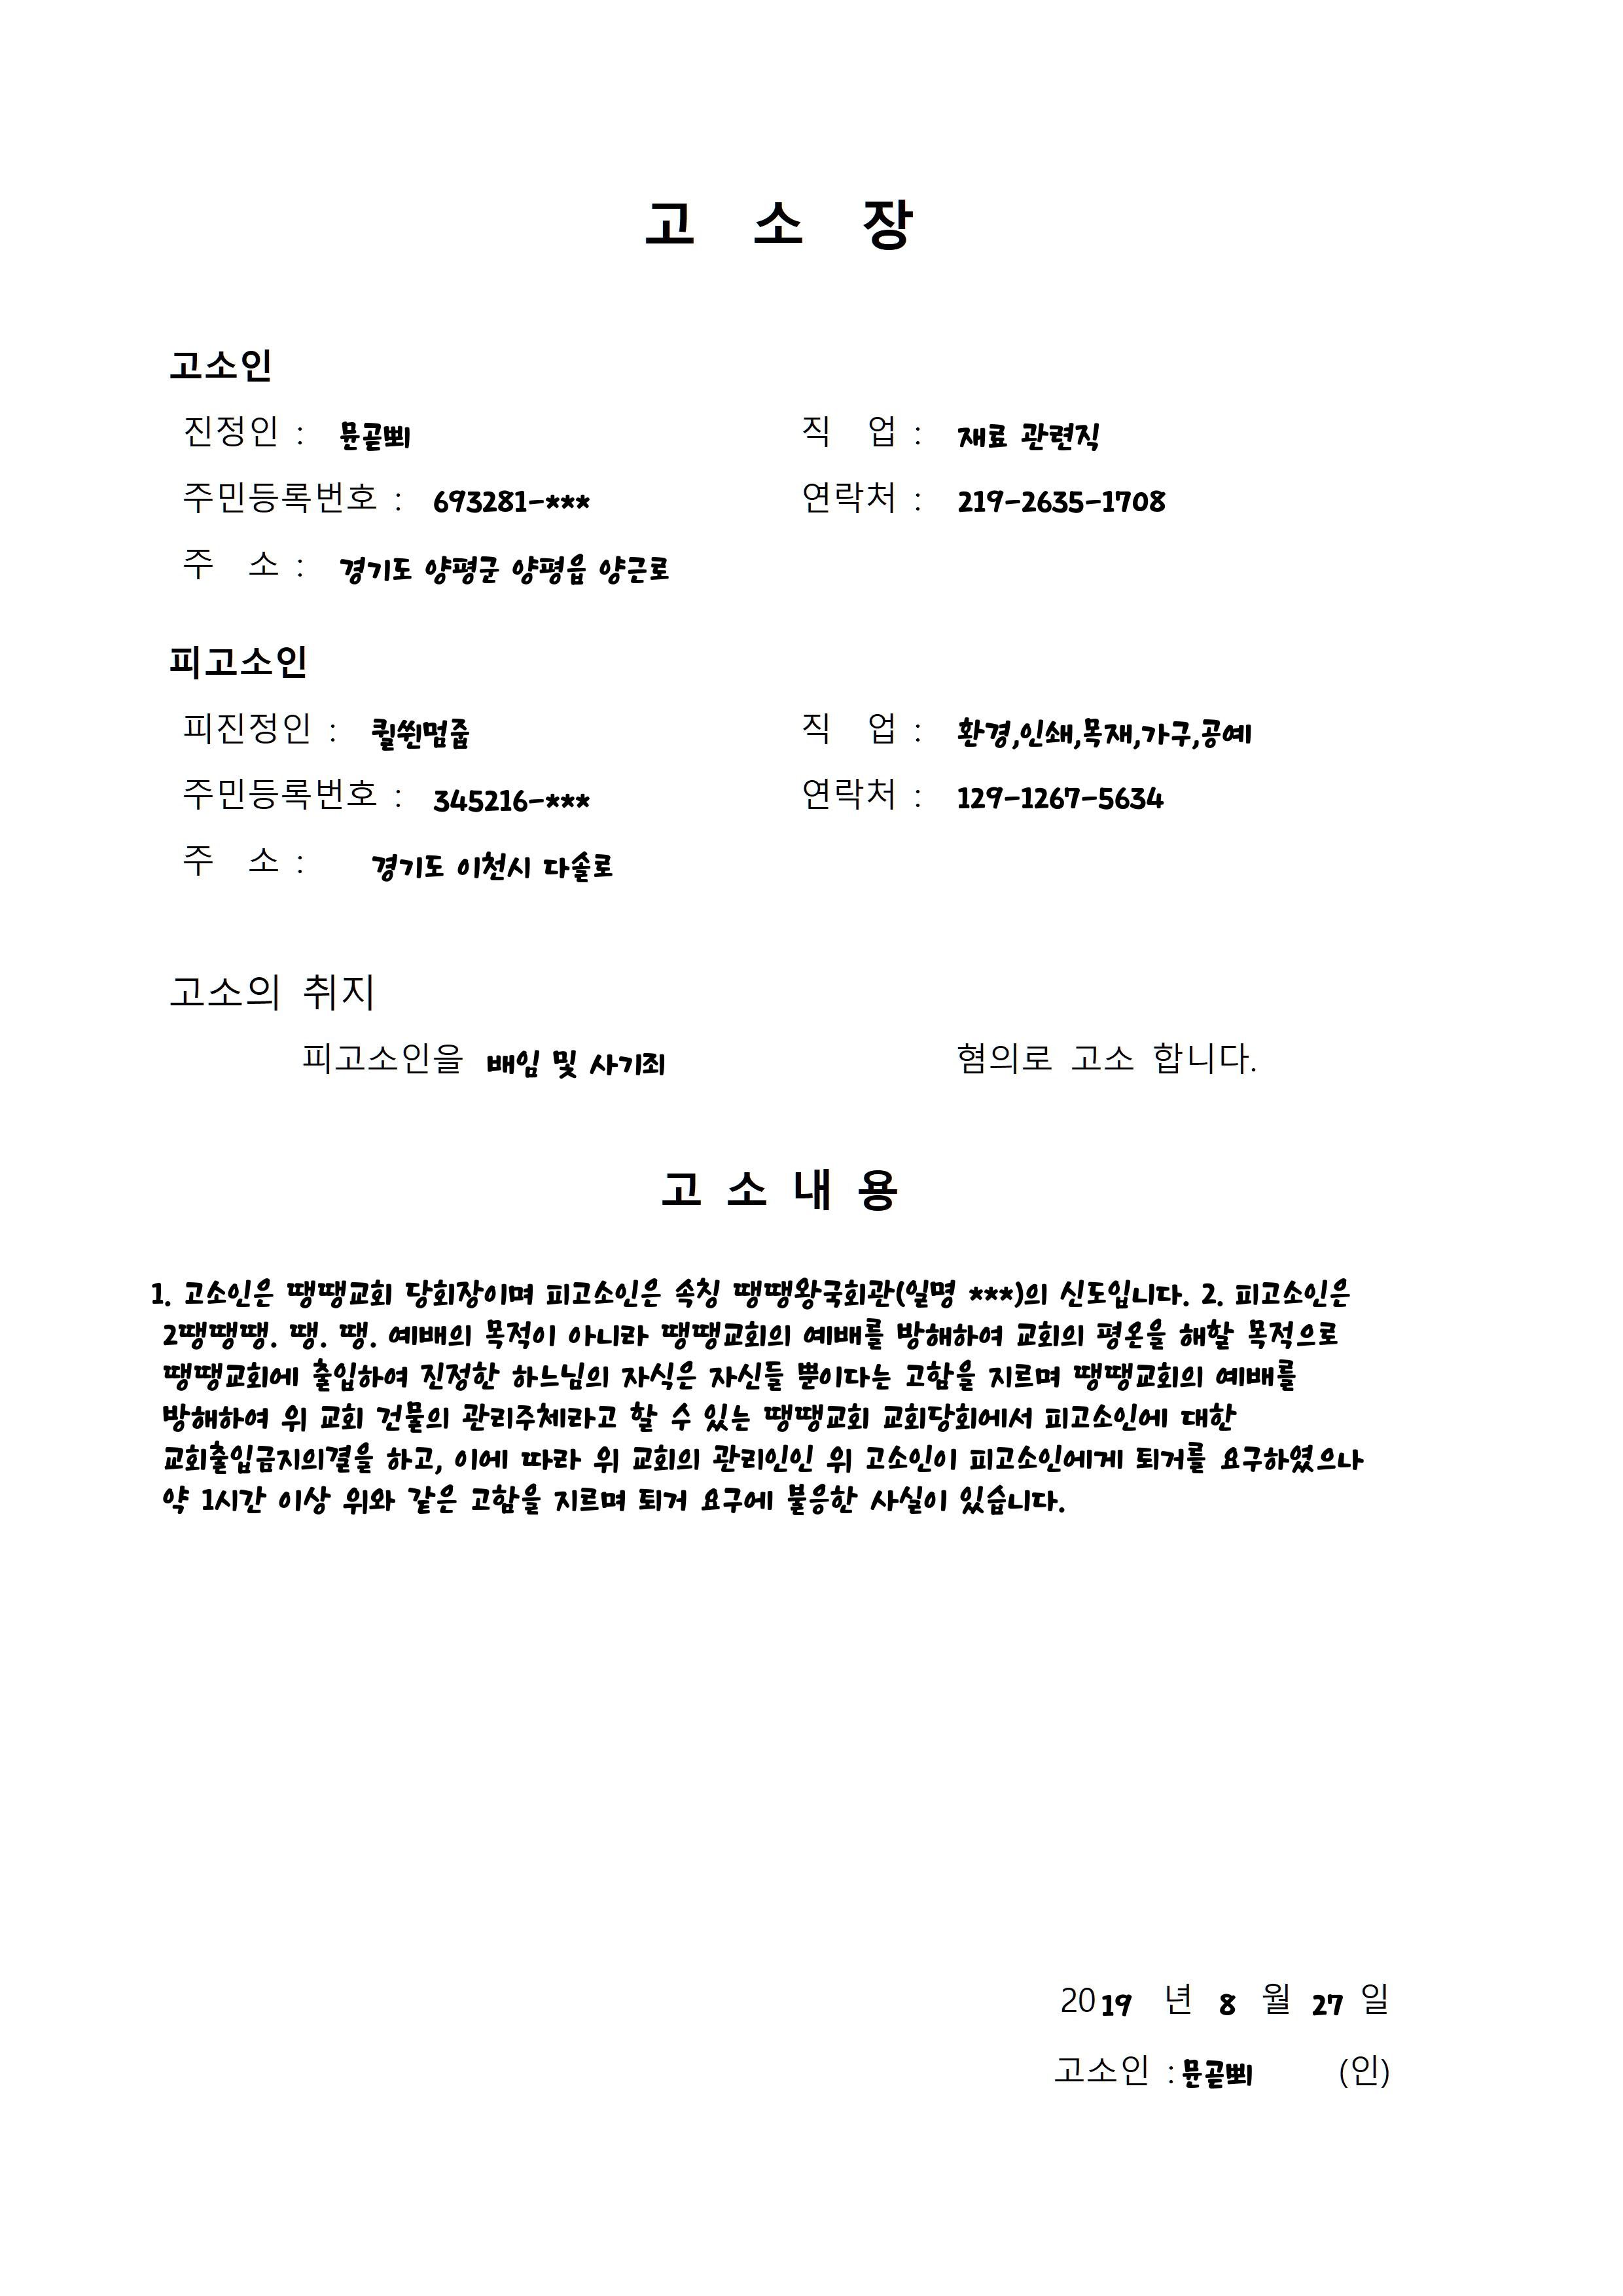 고 소 장
고소인
진정인 : 뮨곧쁴 직 업 : 재료 관련직
주민등록번호 : 693281-*** 연락처 : 219-2635-1708
주 소 : 경기도 양평군 양평읍 양근로
피고소인
피진정인 : 퀼쒼멈줍 직 업 : 환경,인쇄,목재,가구,공예
주민등록번호 : 345216-*** 연락처 : 129-1267-5634
주 소 : 경기도 이천시 다솔로
고소의 취지
피고소인을 배임 및 사기죄 혐의로 고소 합니다.
고 소 내 용
1. 고소인은 땡땡교회 당회장이며 피고소인은 속칭 땡땡왕국회관(일명 ***)의 신도입니다. 2. 피고소인은
2땡땡땡. 땡. 땡. 예배의 목적이 아니라 땡땡교회의 예배를 방해하여 교회의 평온을 해할 목적으로
땡땡교회에 출입하여 진정한 하느님의 자식은 자신들 뿐이다는 고함을 지르며 땡땡교회의 예배를
방해하여 위 교회 건물의 관리주체라고 할 수 있는 땡땡교회 교회당회에서 피고소인에 대한
교회출입금지의결을 하고, 이에 따라 위 교회의 관리인인 위 고소인이 피고소인에게 퇴거를 요구하였으나
약 1시간 이상 위와 같은 고함을 지르며 퇴거 요구에 불응한 사실이 있습니다.
2019 년 8 월 27 일
고소인 : 뮨곧쁴 (인)